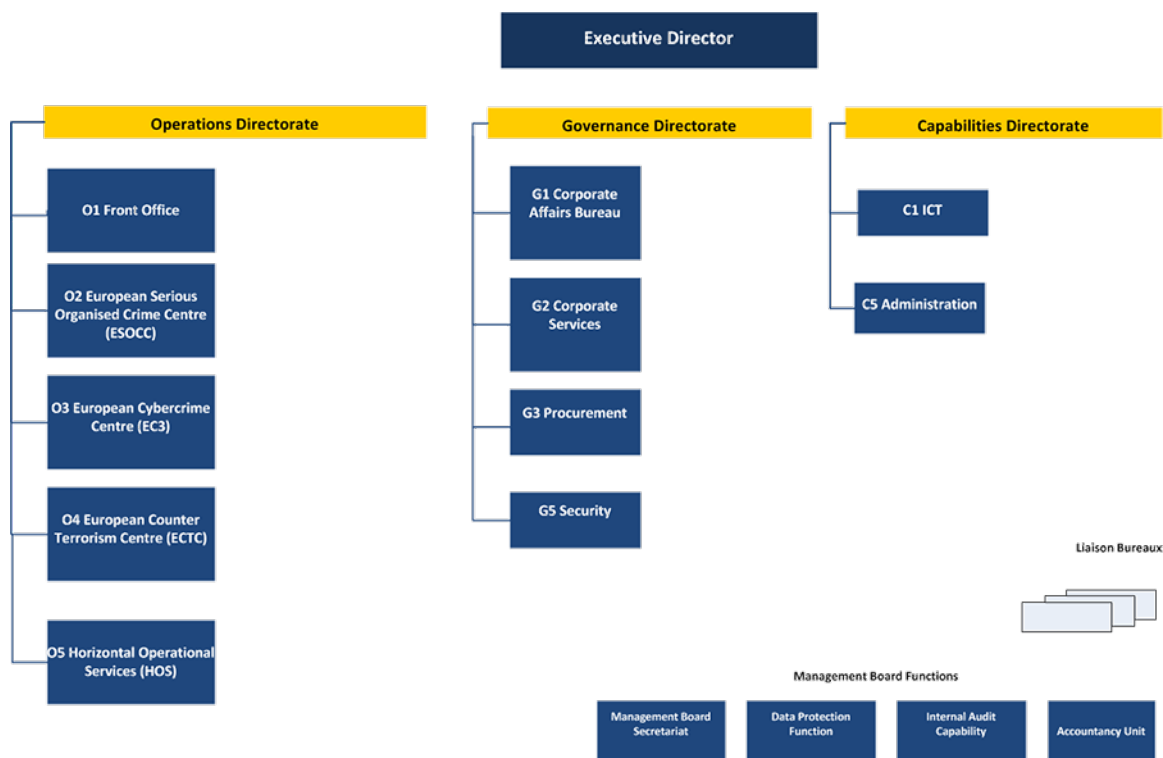 Executive Director
Operations Directorate
O1 Front Office
O2 European Serious
Organised Crime Centre
(ESOCC)
O3 European Cybercrime
Centre (EC3)
O4 European Counter
Terrorism Centre (ECTC)
O5 Horizontal Operational
Services (HOS)
Governance Directorate
G1 Corporate
Affairs Bureau
G2 Corporate
Services
G3 Procurement
G5 Security
Capabilities Directorate
C1 ICT
C5 Administration
Liaison Bureaux
Management Board Functions
Management Board
Secretariat
Data Protection
Function
Internal Audit
Capability
Accountancy Unit